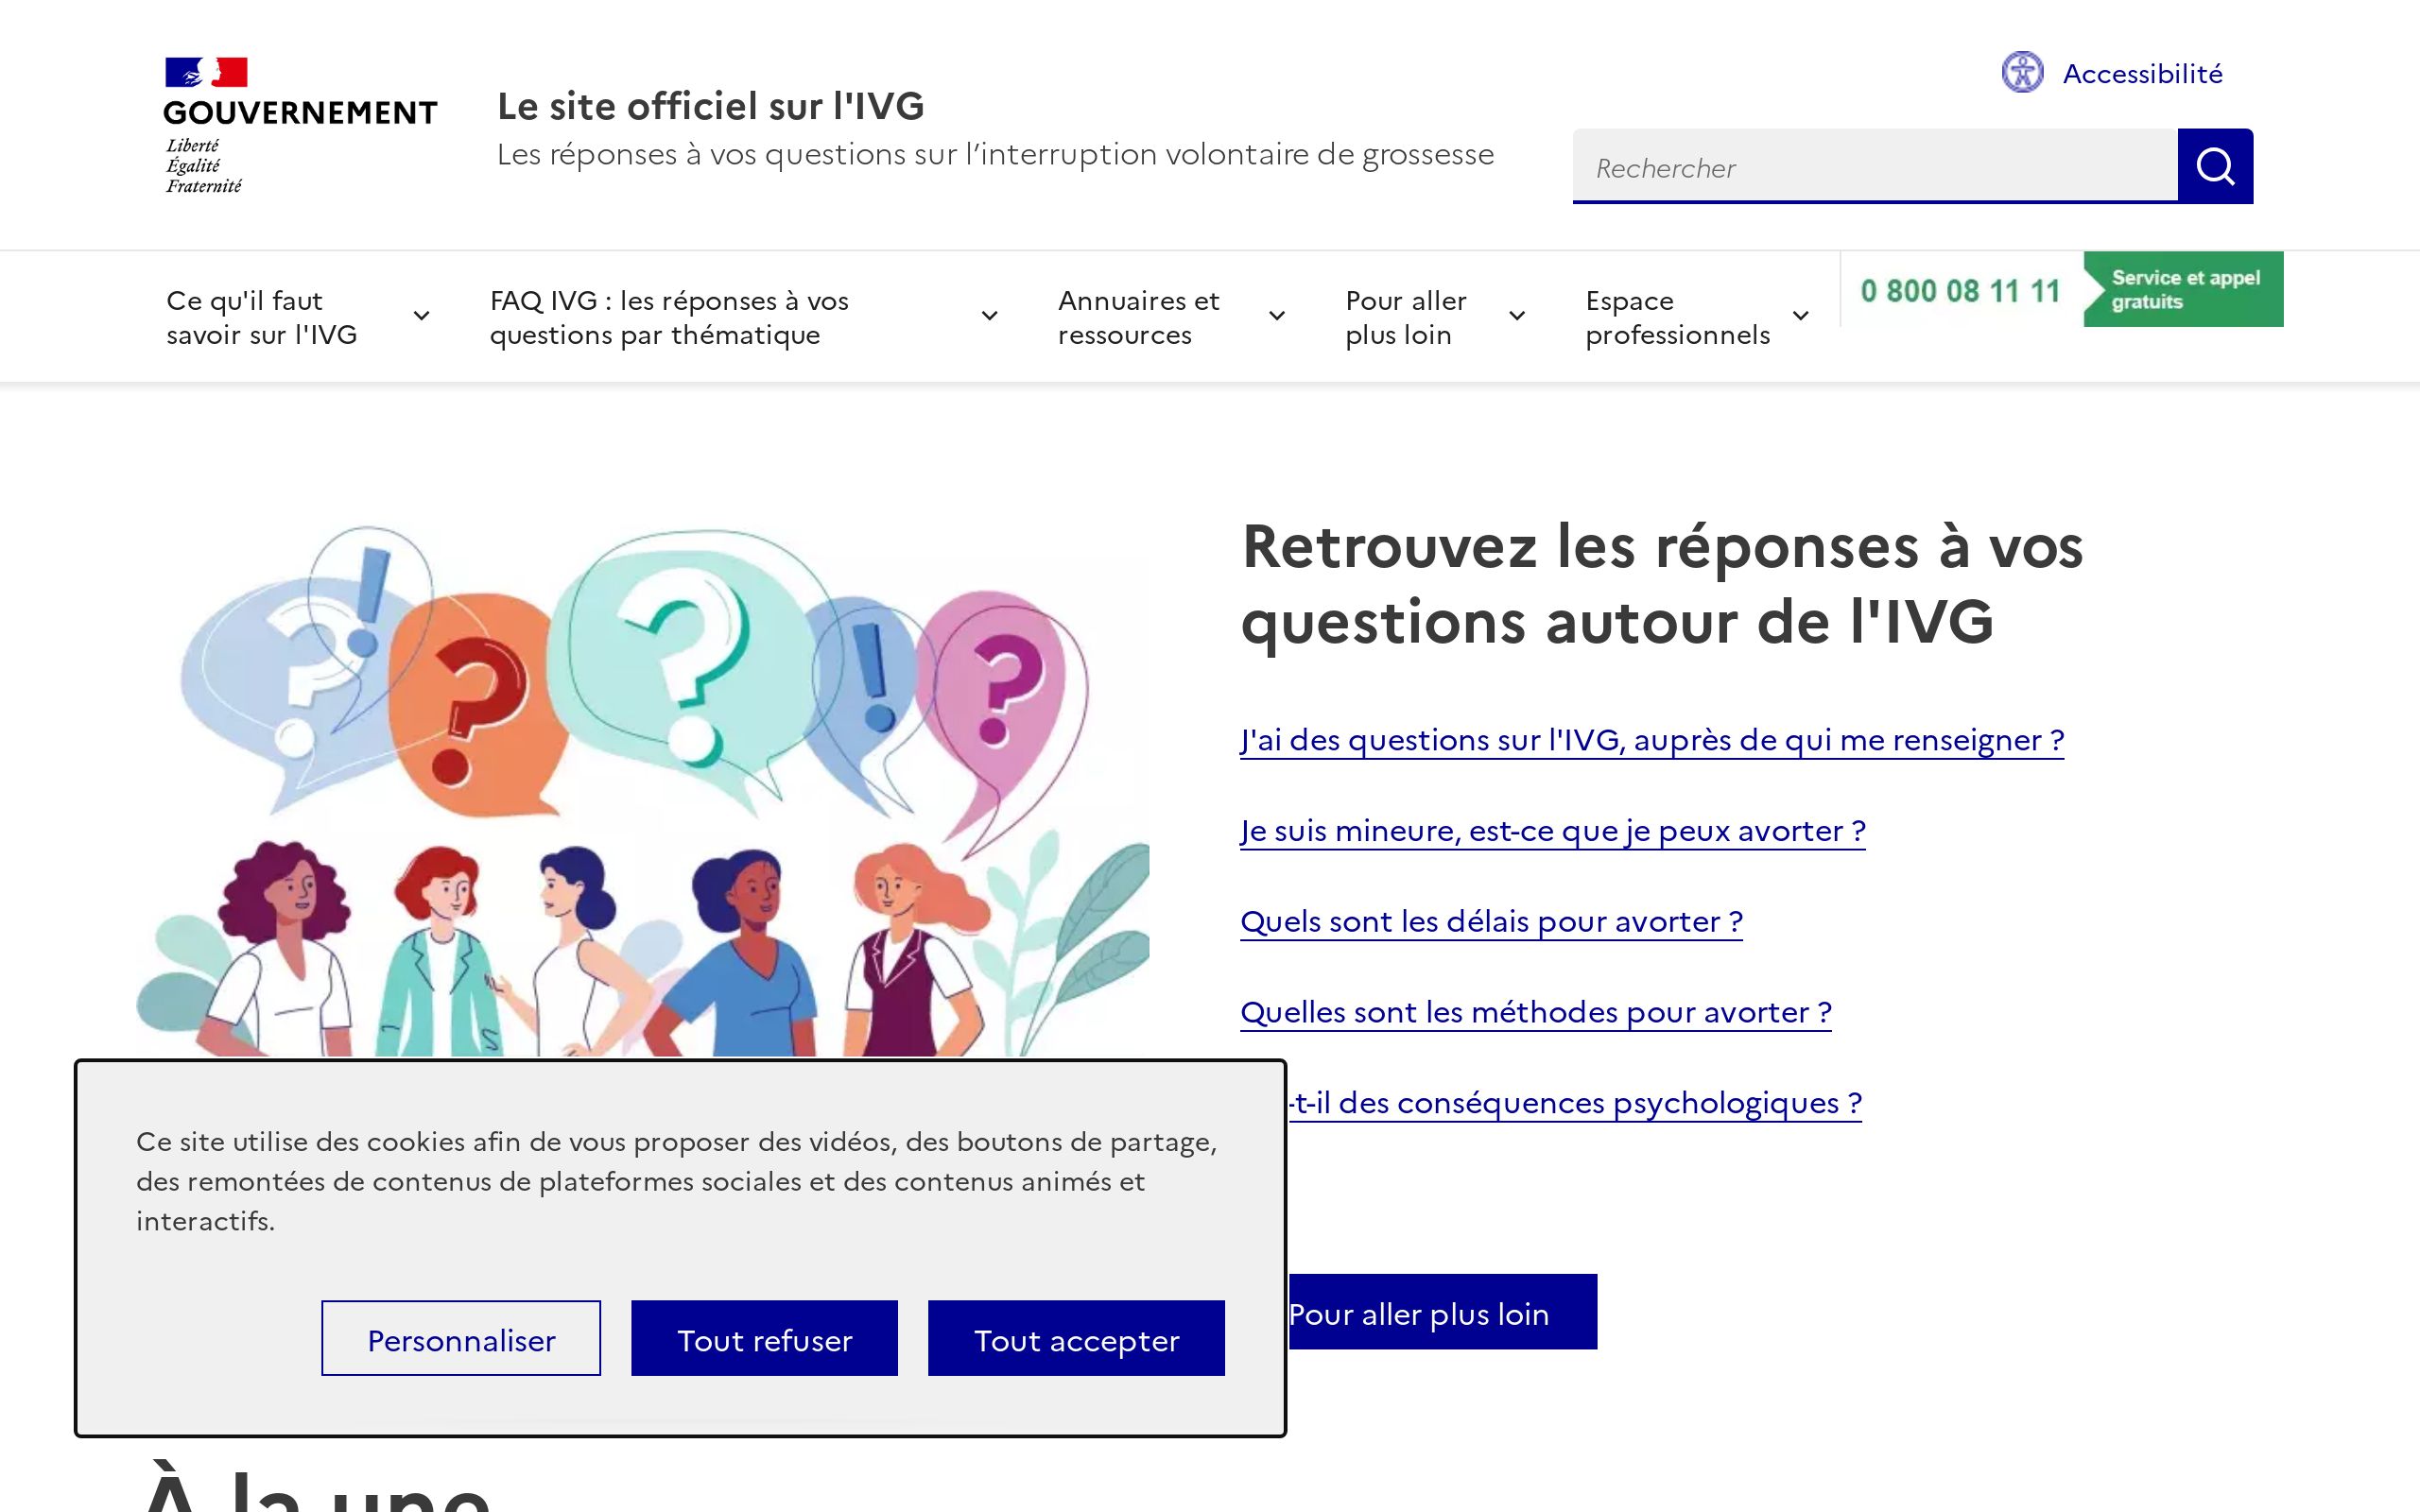 GOUVERNEMENT
Liberté
Égalité
Fraternité
Le site officiel sur l'IVG
Les réponses à vos questions sur l’interruption volontaire de grossesse
Accessibilité
Rechercher
Ce qu'il faut
savoir sur l'IVG
FAQ IVG : les réponses à vos
questions par thématique
Annuaires et
ressources
Pour aller
plus loin
Espace
professionnels
0 800 08 11 11
Service et appel
gratuits
Retrouvez les réponses à vos
questions autour de l'IVG
J'ai des questions sur l'IVG, auprès de qui me renseigner ?
Je suis mineure, est-ce que je peux avorter ?
Quels sont les délais pour avorter ?
Quelles sont les méthodes pour avorter ?
-t-il des conséquences psychologiques ?
Pour aller plus loin
Ce site utilise des cookies afin de vous proposer des vidéos, des boutons de partage,
des remontées de contenus de plateformes sociales et des contenus animés et
interactifs.
Personnaliser
Tout refuser
Tout accepter
À la une